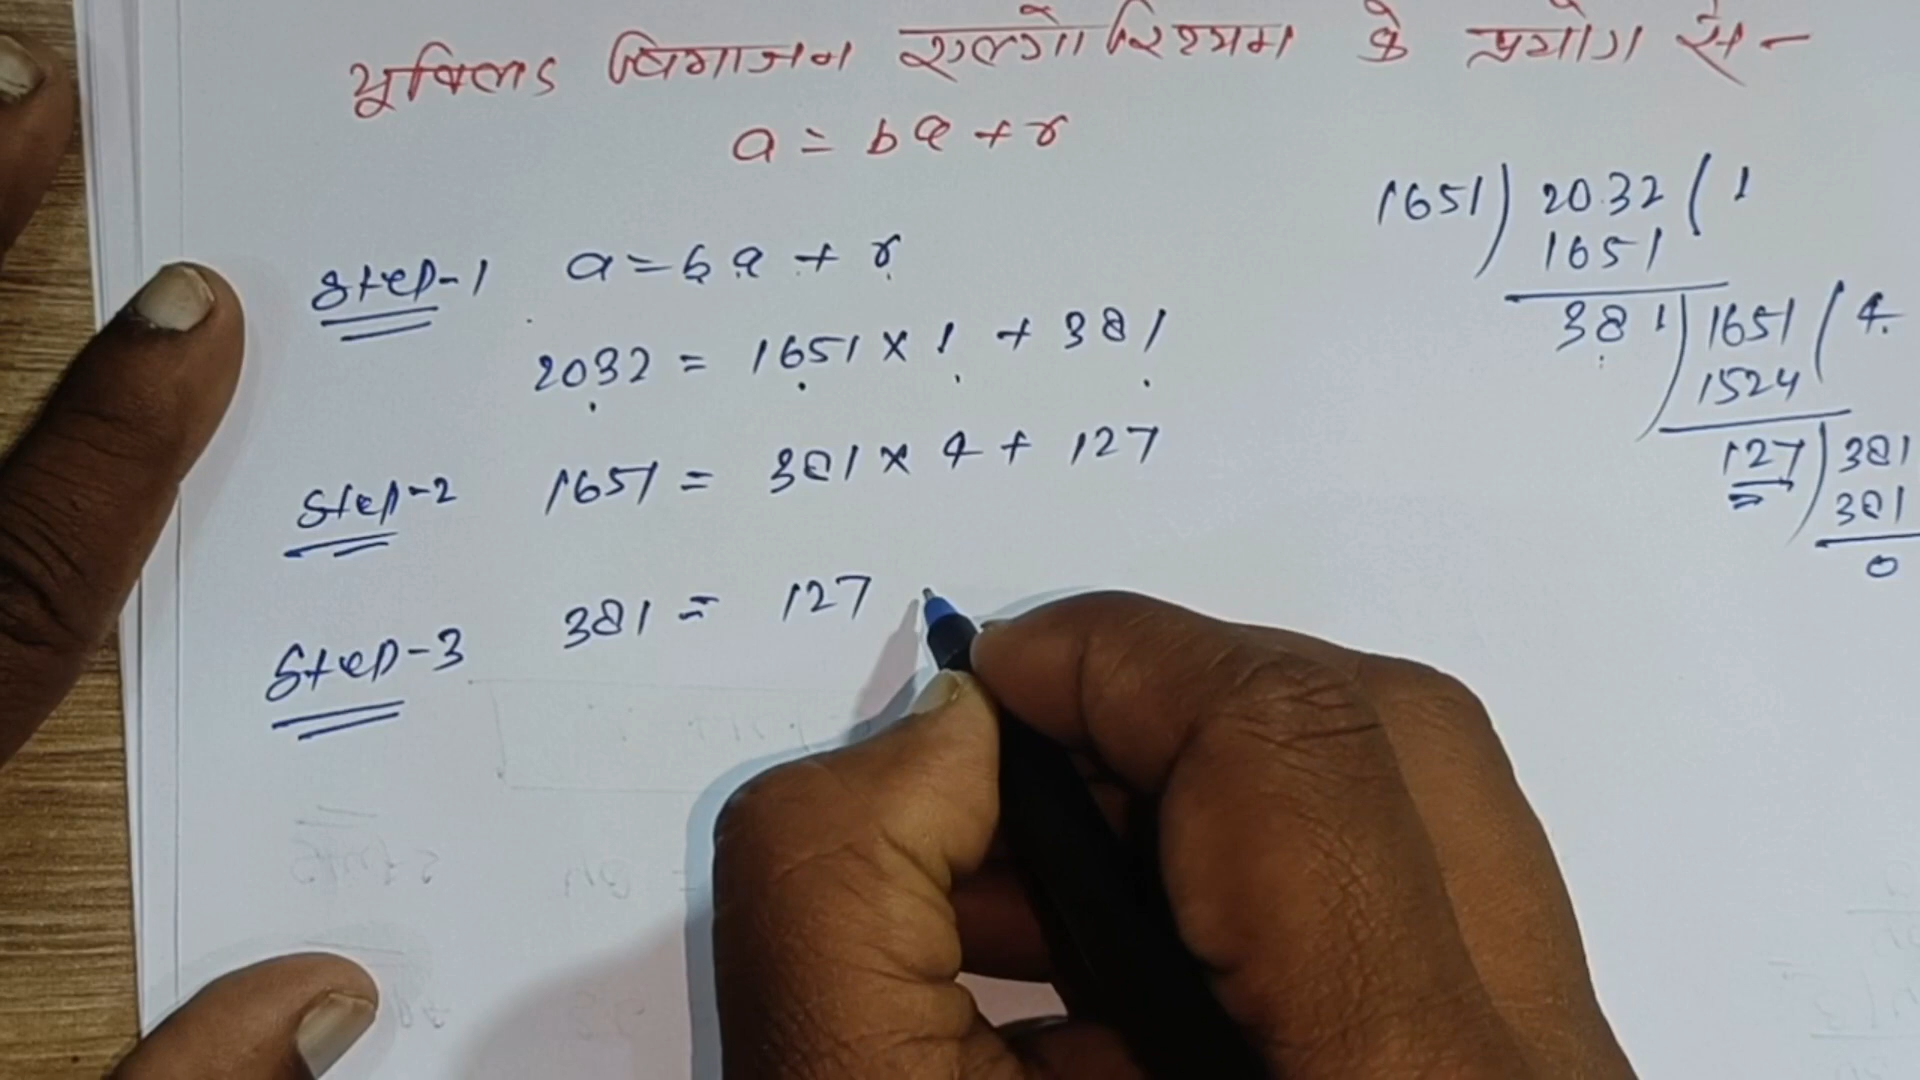 यूक्लिड विभाजन एल्गोरिथ्म के प्रयोग से -
a = bq + r
Step-1 a = bq + r
2032 = 1651 × 1 + 381
Step-2 1651 = 381 × 4 + 127
Step-3 381 = 127
1651) 2032 ( 1
1651
381) 1651 ( 4
1524
127) 381
381
0